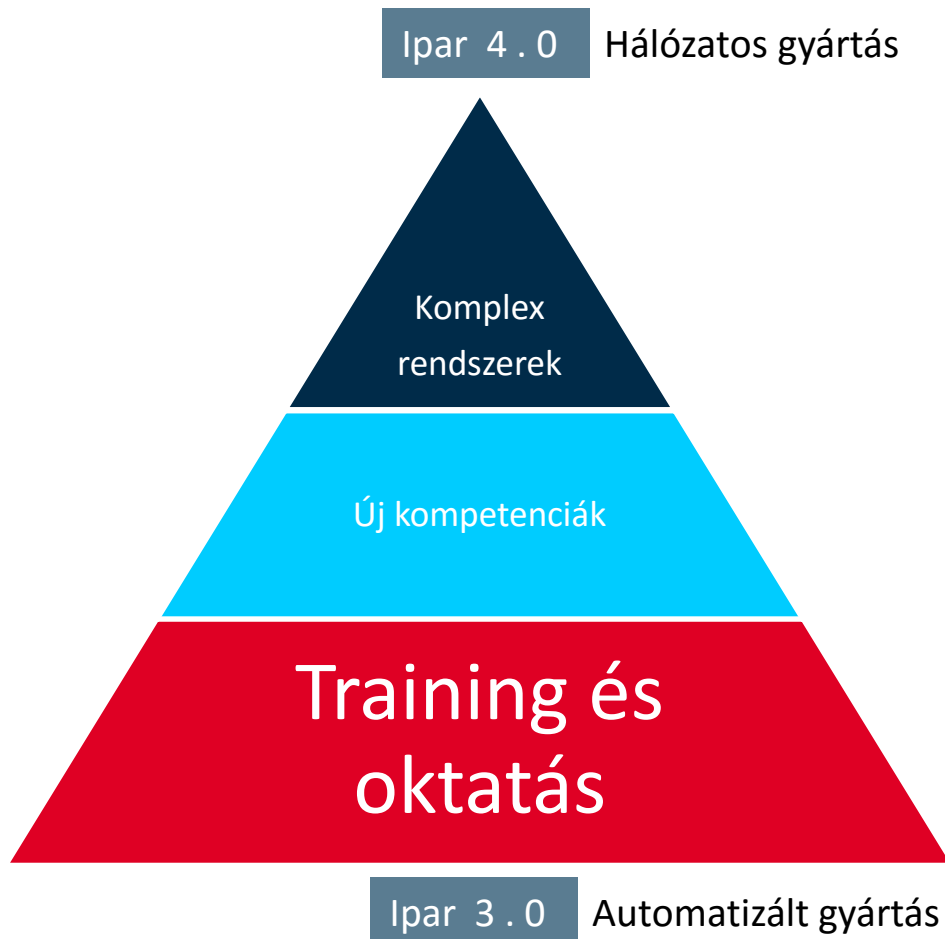 Ipar 4.0 Hálózatos gyártás
Komplex
rendszerek
Új kompetenciák
Training és
oktatás
Ipar 3.0 Automatizált gyártás